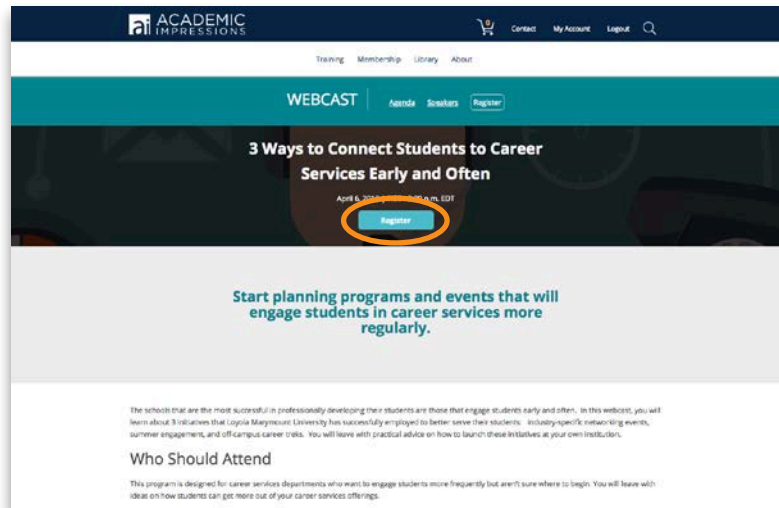 ai ACADEMIC
IMPRESSIONS
0
Contact My Account Logout
Training Membership Library About
WEBCAST Agenda Speakers Register
3 Ways to Connect Students to Career
Services Early and Often
April 6, p.m. EDT
Register
Start planning programs and events that will
engage students in career services more
regularly.
The schools that are the most successful in professionally developing their students are those that engage students early and often. In this webcast, you will
learn about 3 initiatives that Loyola Marymount University has successfully employed to better serve their students: industry-specific networking events,
summer engagement, and off-campus career treks. You will leave with practical advice on how to launch these initiatives at your own institution.
Who Should Attend
This program is designed for career services departments who want to engage students more frequently but aren't sure where to begin. You will leave with
ideas on how students can get more out of your career services offerings.